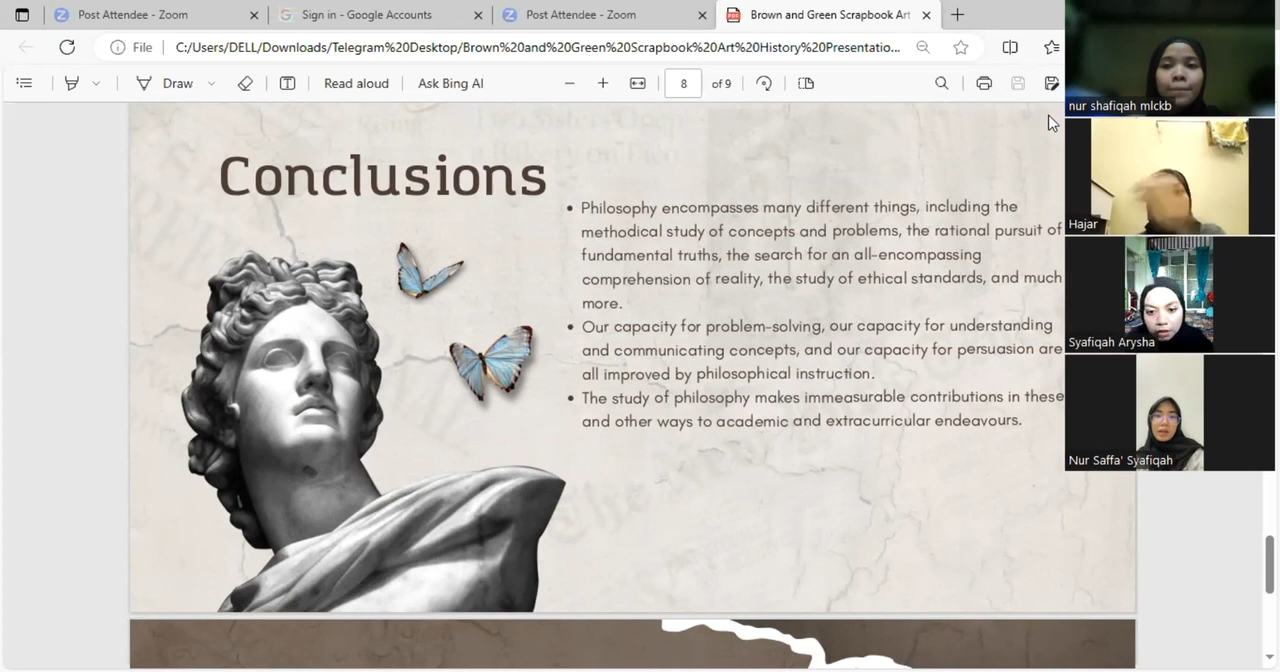 Post Attendee - Zoom
Sign in - Google Accounts
Post Attendee - Zoom
Brown and Green Scrapbook Art
File
C:/Users/DELL/Downloads/Telegram%20Desktop/Brown%20and%20Green%20Scrapbook%20Art%20History%20Presentatio...
Draw
Read aloud
Ask Bing AI
8
of 9
Conclusions
Philosophy encompasses many different things, including the
methodical study of concepts and problems, the rational pursuit of
fundamental truths, the search for an all-encompassing
comprehension of reality, the study of ethical standards, and much
more.
Our capacity for problem-solving, our capacity for understanding
and communicating concepts, and our capacity for persuasion are
all improved by philosophical instruction.
The study of philosophy makes immeasurable contributions in these
and other ways to academic and extracurricular endeavours.
nur shafiqah mlckb
Hajar
Syafiqah Arysha
Nur Saffa' Syafiqah